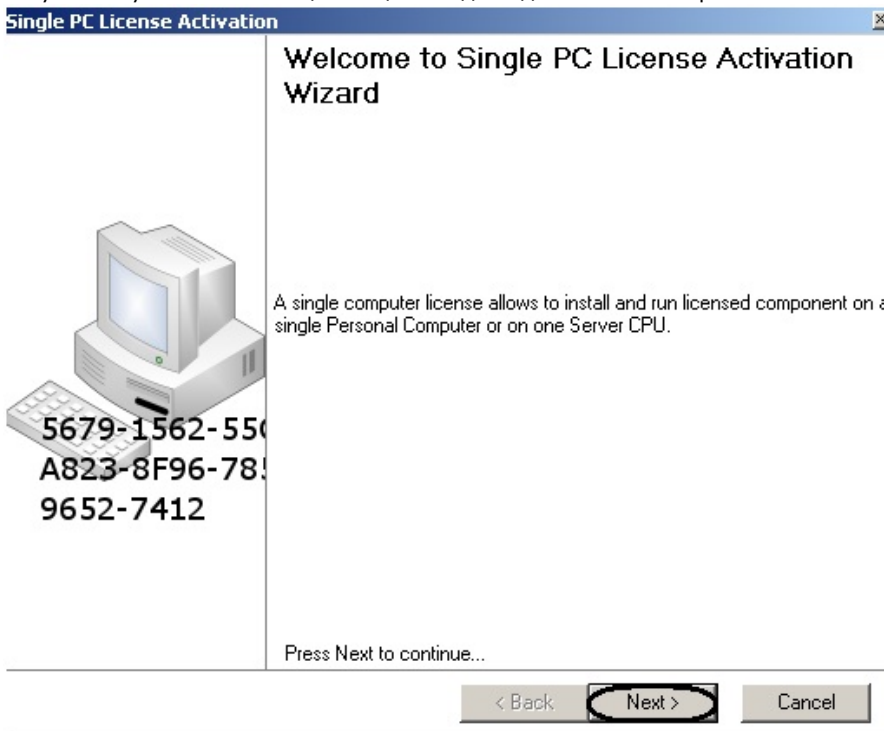 Single PC License Activation
Welcome to Single PC License Activation
Wizard
A single computer license allows to install and run licensed component on a
single Personal Computer or on one Server CPU.
5679-1562-55
A823-8F96-78
9652-7412
Press Next to continue...
< Back
Next >
Cancel